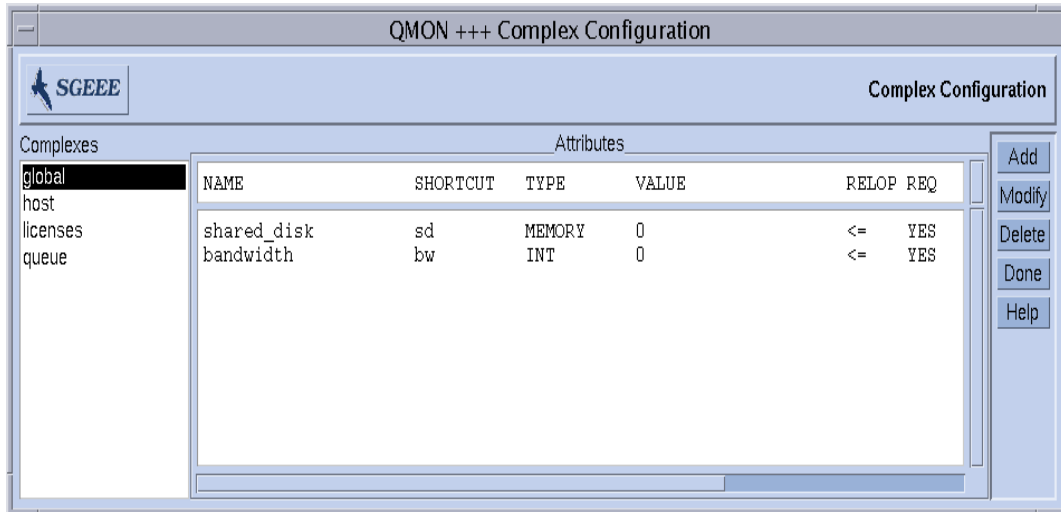 QMON +++ Complex Configuration
SGEEE
Complex Configuration
Complexes
global
host
licenses
queue
Attributes
NAME SHORTCUT TYPE VALUE RELOP REQ
shared_disk sd MEMORY 0 <= YES
bandwidth bw INT 0 <= YES
Add
Modify
Delete
Done
Help